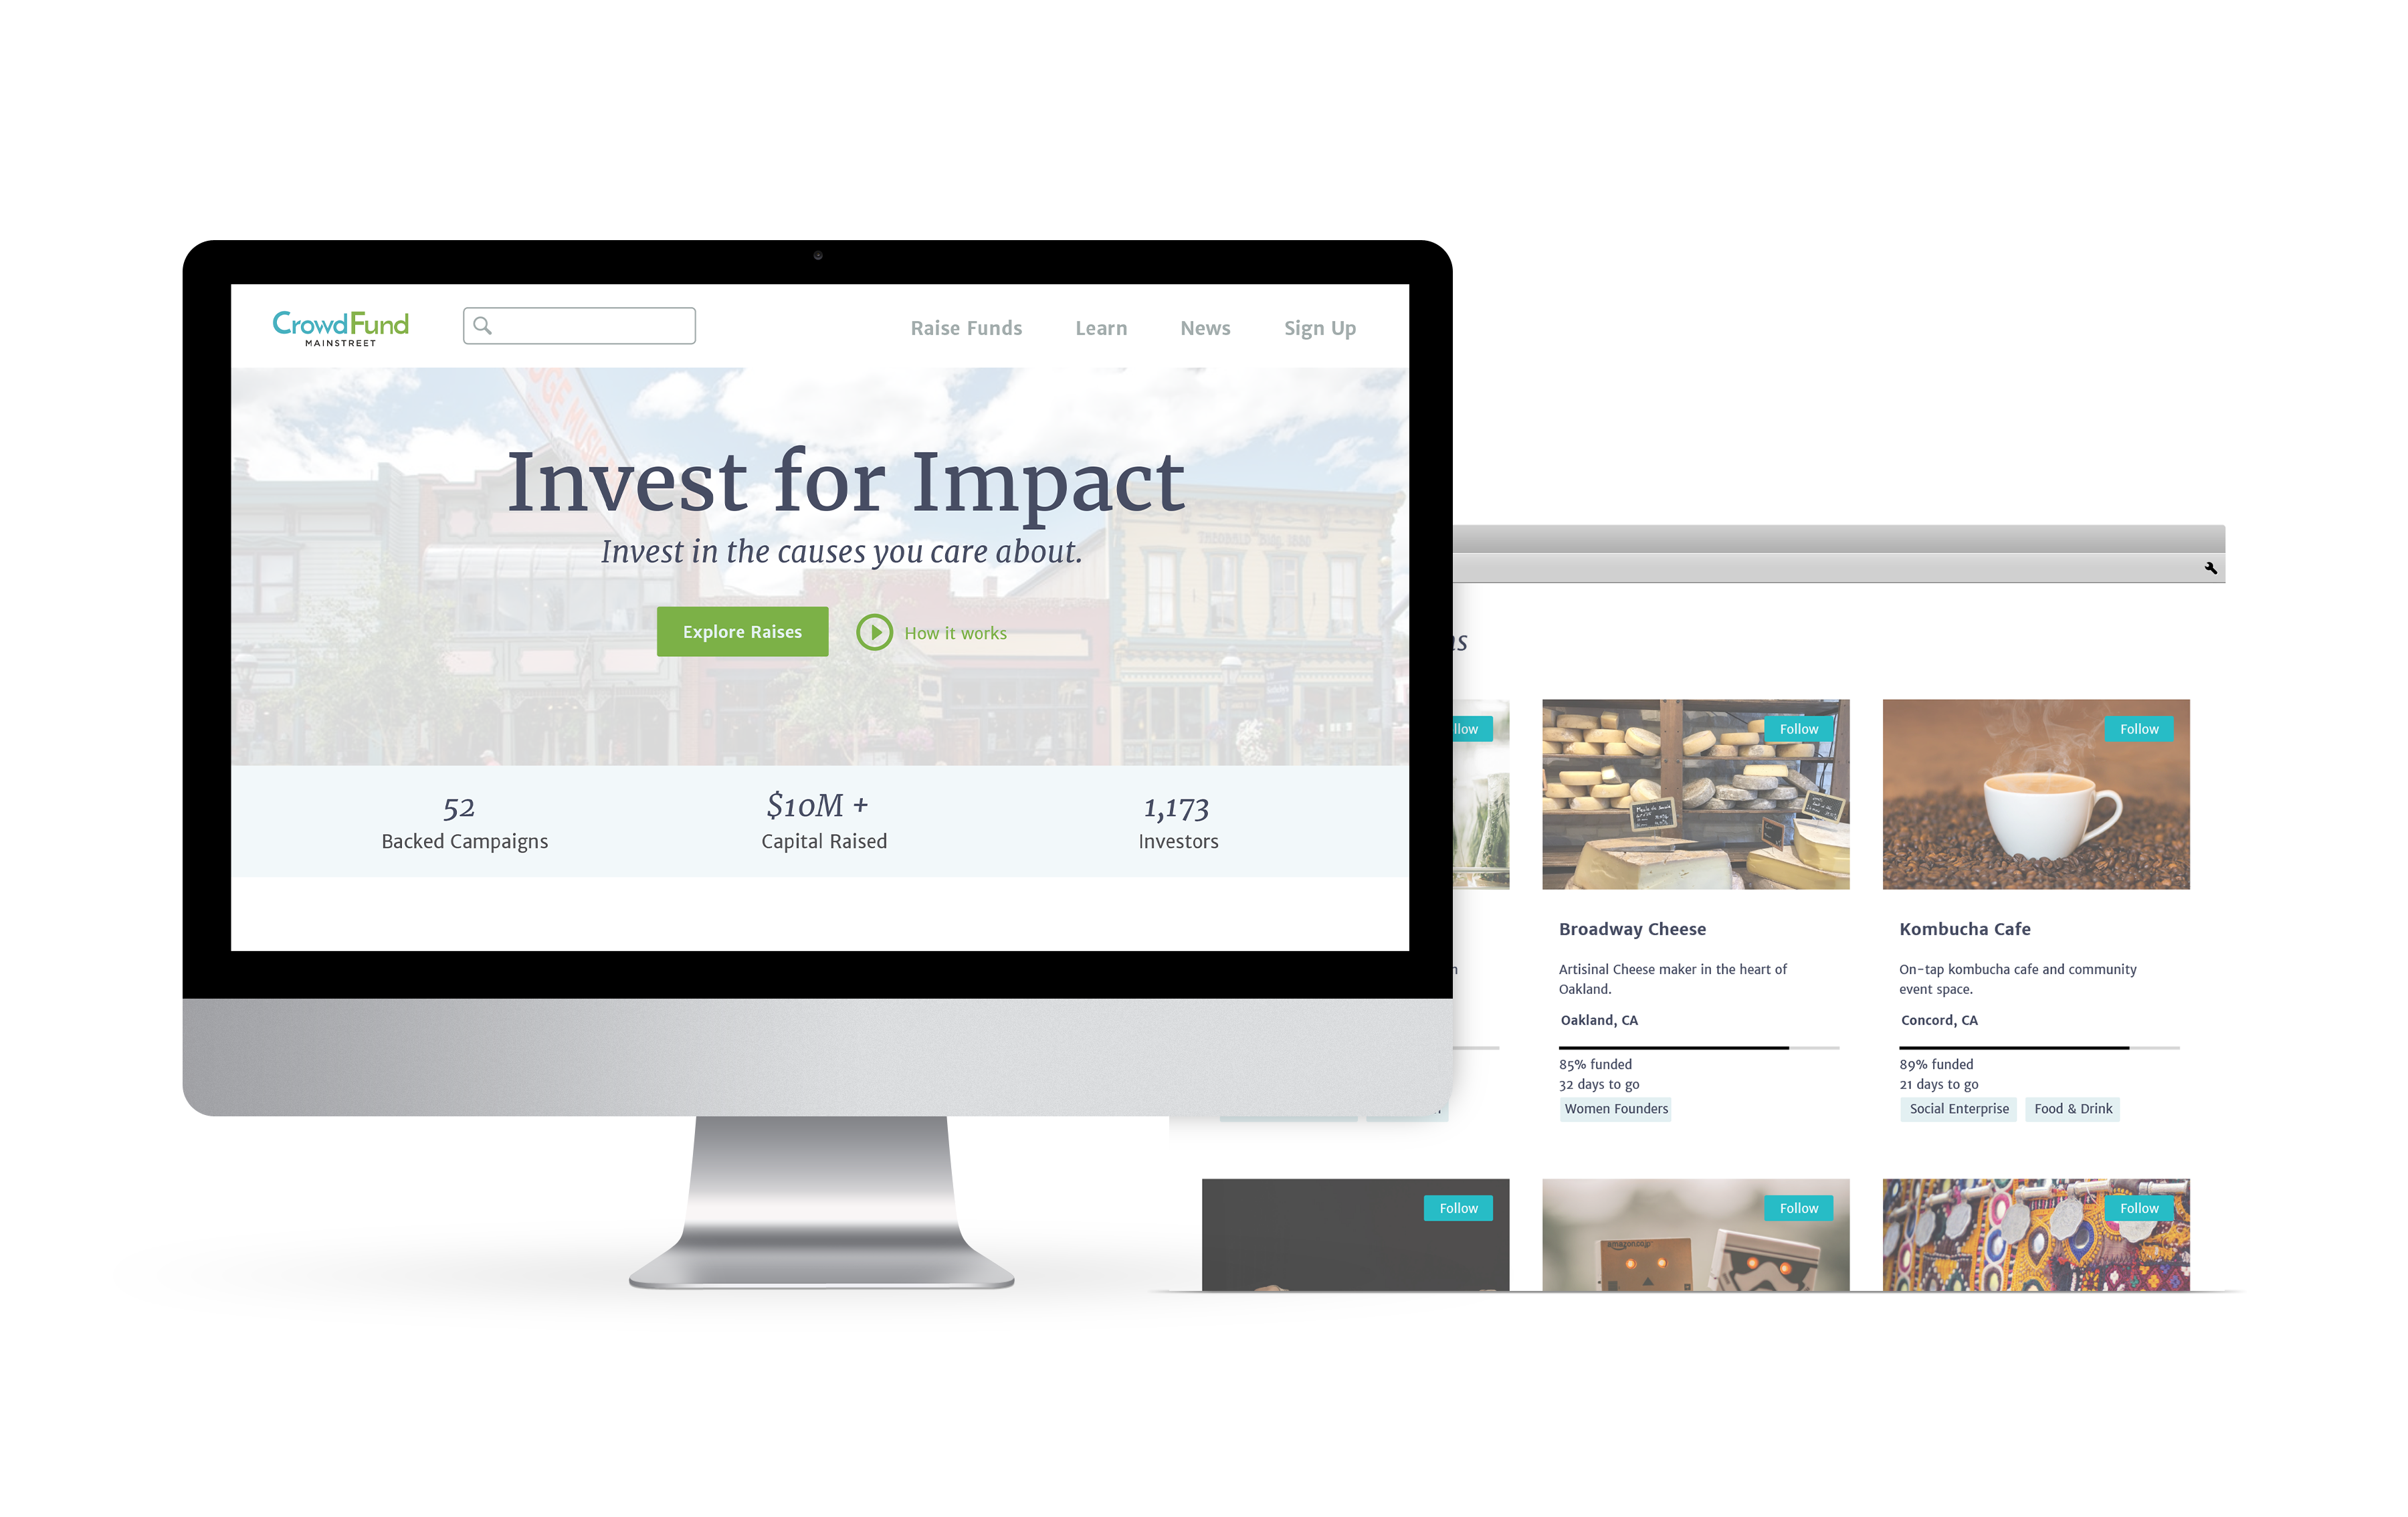 CrowdFund
MAINSTREET
Raise Funds
Learn
News
Sign Up
Invest for Impact
Invest in the causes you care about.
Explore Raises
How it works
52
Backed Campaigns
$10M +
Capital Raised
1,173
Investors
Follow
Follow
Broadway Cheese
Artisinal Cheese maker in the heart of
Oakland.
Oakland, CA
85% funded
32 days to go
Women Founders
Kombucha Cafe
On-tap kombucha cafe and community
event space.
Concord, CA
89% funded
21 days to go
Social Enterprise
Food & Drink
Follow
Follow
Follow